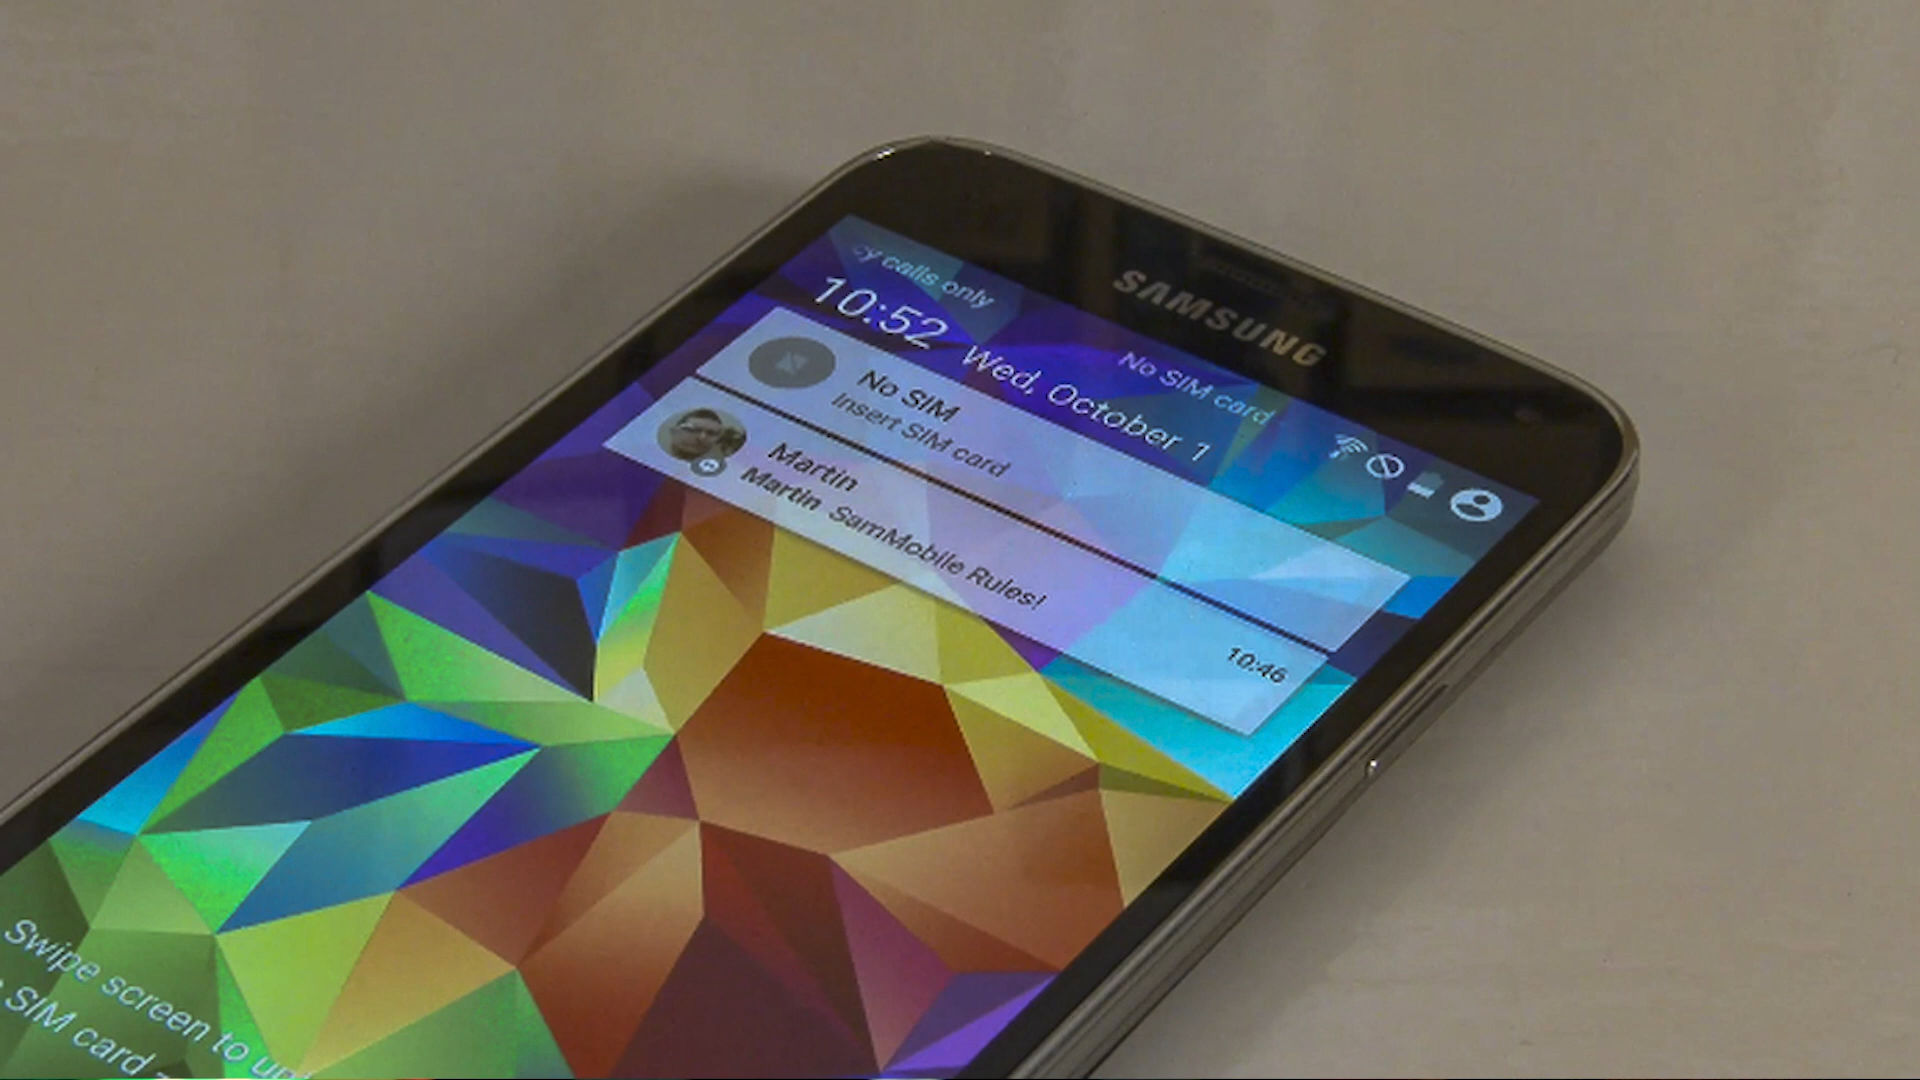 SAMSUNG
cy calls only
No SIM card
10:52 Wed, October 1
No SIM
Insert SIM card
Martin
Martin SamMobile Rules!
10:46
Swipe screen to
SIM card